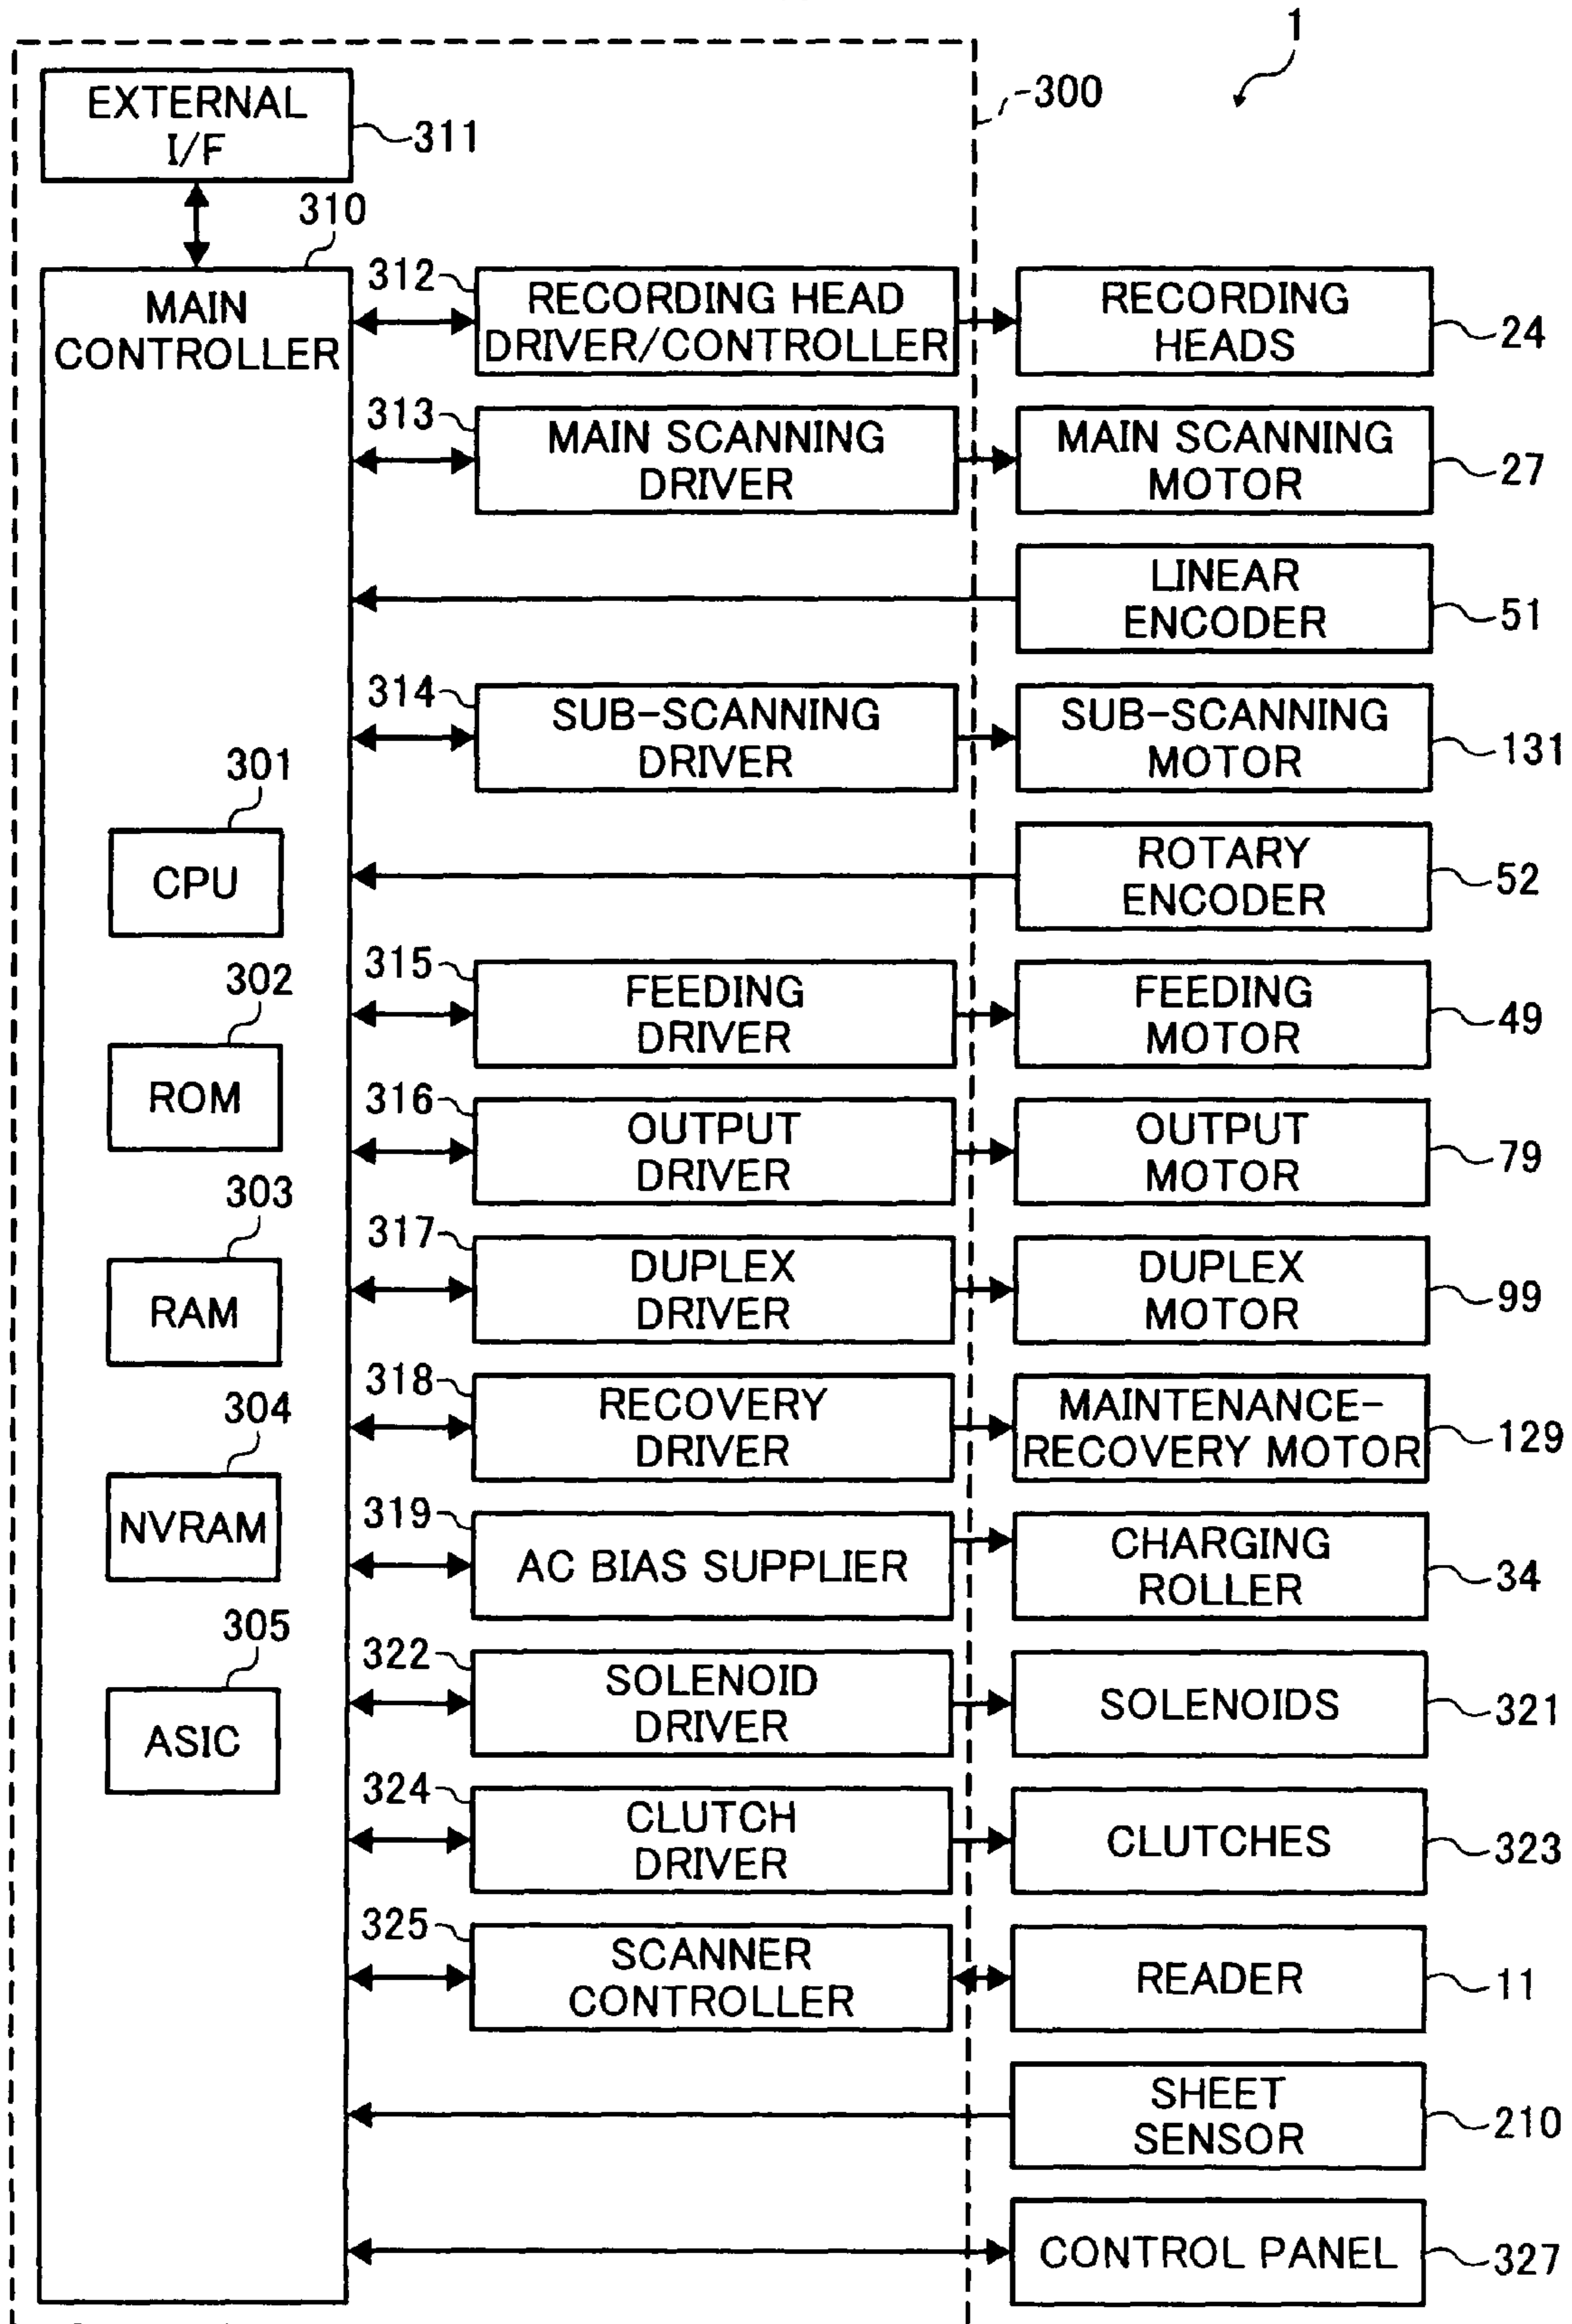 1
300
EXTERNAL
I/F
311
310
MAIN
CONTROLLER
312
RECORDING HEAD
DRIVER/CONTROLLER
RECORDING
HEADS
24
313
MAIN SCANNING
DRIVER
MAIN SCANNING
MOTOR
27
LINEAR
ENCODER
51
314
SUB-SCANNING
DRIVER
SUB-SCANNING
MOTOR
131
301
CPU
ROTARY
ENCODER
52
302
ROM
315
FEEDING
DRIVER
FEEDING
MOTOR
49
316
OUTPUT
DRIVER
OUTPUT
MOTOR
79
303
RAM
317
DUPLEX
DRIVER
DUPLEX
MOTOR
99
318
RECOVERY
DRIVER
MAINTENANCE-
RECOVERY MOTOR
129
304
NVRAM
319
AC BIAS SUPPLIER
CHARGING
ROLLER
34
305
ASIC
322
SOLENOID
DRIVER
SOLENOIDS
321
324
CLUTCH
DRIVER
CLUTCHES
323
325
SCANNER
CONTROLLER
READER
11
SHEET
SENSOR
210
CONTROL PANEL
327